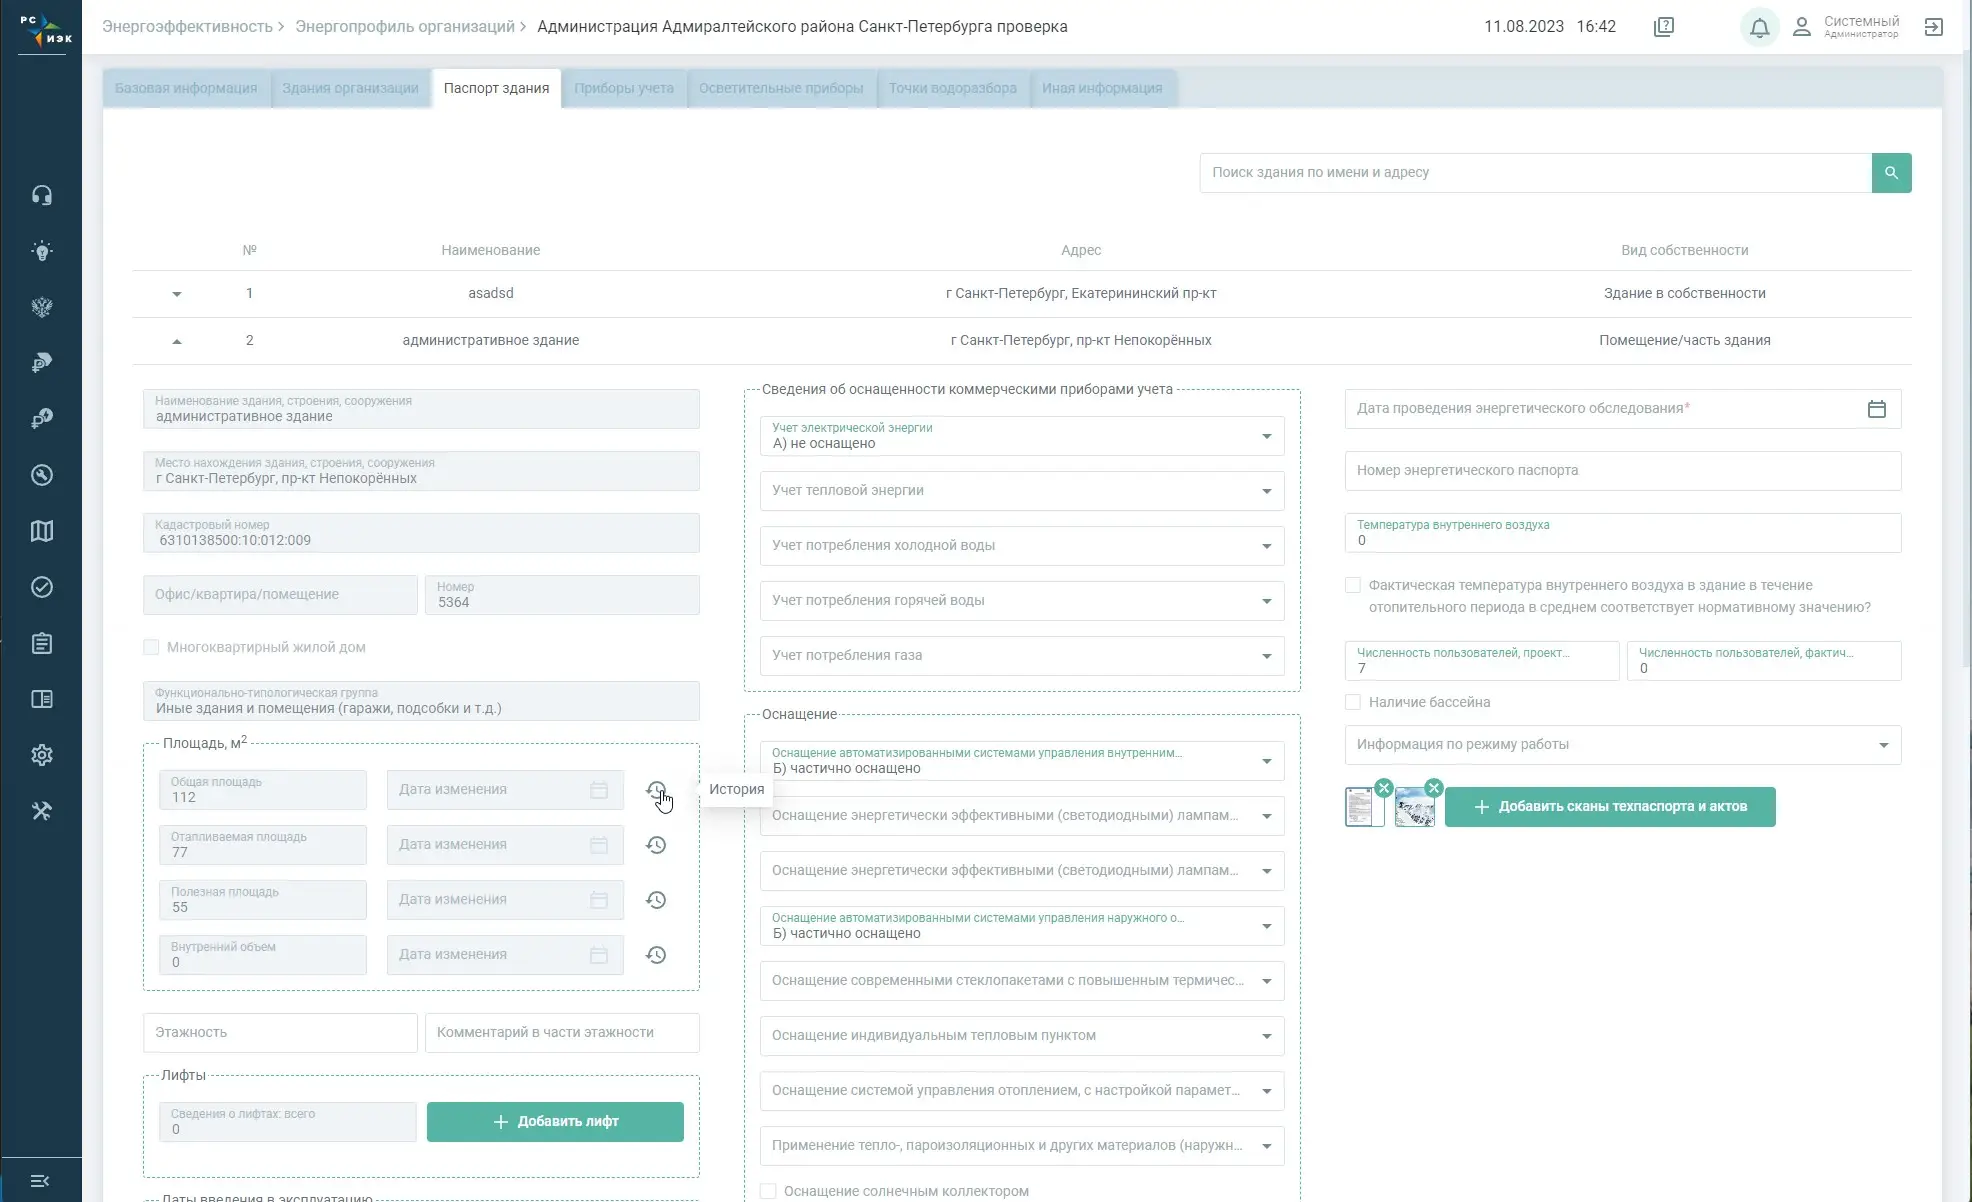 РС
ИЭК
Энергоэффективность > Энергопрофиль организаций > Администрация Адмиралтейского района Санкт-Петербурга проверка
11.08.2023 16:42
Системный
Администратор
Базовая информация
Здания организации
Паспорт здания
Приборы учета
Осветительные приборы
Точки водоразбора
Иная информация
Поиск здания по имени и адресу
№ Наименование Адрес Вид собственности
1 asadsd г Санкт-Петербург, Екатерининский пр-кт Здание в собственности
2 административное здание г Санкт-Петербург, пр-кт Непокорённых Помещение/часть здания
Наименование здания, строения, сооружения
административное здание
Место нахождения здания, строения, сооружения
г Санкт-Петербург, пр-кт Непокорённых
Кадастровый номер
6310138500:10:012:009
Офис/квартира/помещение
Номер
5364
Многоквартирный жилой дом
Функционально-типологическая группа
Иные здания и помещения (гаражи, подсобки и т.д.)
Площадь, м2
Общая площадь
112
Дата изменения
История
Отапливаемая площадь
77
Дата изменения
Полезная площадь
55
Дата изменения
Внутренний объем
0
Дата изменения
Этажность
Комментарий в части этажности
Лифты
Сведения о лифтах: всего
0
+ Добавить лифт
Даты введения в эксплуатацию
Сведения об оснащенности коммерческими приборами учета
Учет электрической энергии
А) не оснащено
Учет тепловой энергии
Учет потребления холодной воды
Учет потребления горячей воды
Учет потребления газа
Оснащение
Оснащение автоматизированными системами управления внутренним...
Б) частично оснащено
Оснащение энергетически эффективными (светодиодными) лампам...
Оснащение энергетически эффективными (светодиодными) лампам...
Оснащение автоматизированными системами управления наружного о...
Б) частично оснащено
Оснащение современными стеклопакетами с повышенным термичес...
Оснащение индивидуальным тепловым пунктом
Оснащение системой управления отоплением, с настройкой парамет...
Применение тепло-, пароизоляционных и других материалов (наружн...
Оснащение солнечным коллектором
Дата проведения энергетического обследования*
Номер энергетического паспорта
Температура внутреннего воздуха
0
Фактическая температура внутреннего воздуха в здание в течение
отопительного периода в среднем соответствует нормативному значению?
Численность пользователей, проект...
7
Численность пользователей, фактич...
0
Наличие бассейна
Информация по режиму работы
+ Добавить сканы техпаспорта и актов